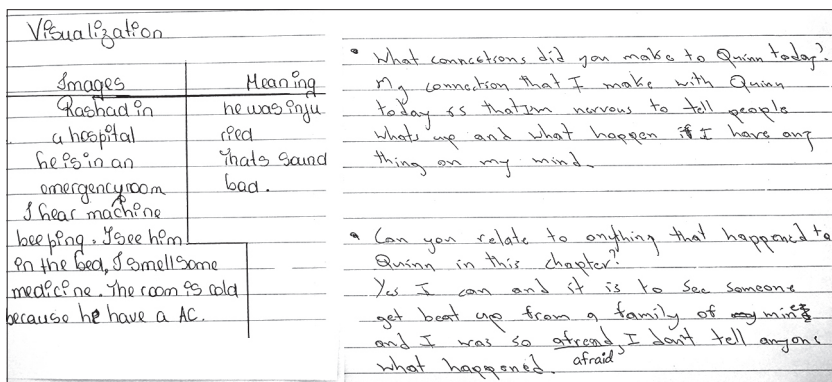 Visualization
Images
Meaning
Rashad in
a hospital
he is in an
emergency room
I hear machine
beeping. I see him
in the bed, I smell some
medicine. The room is cold
because he have a AC.
he was inju
ried
thats sound
bad.
• What connections did you make to Quinn today?
My connection that I make with Quinn
today is that Im nervous to tell people
whats up and what happen if I have any
thing on my mind.
• Can you relate to anything that happened to
Quinn in this chapter?
Yes I can and it is to see someone
get beat up from a family of mines
and I was so afreand, I don't tell anyone
what happened.
afraid